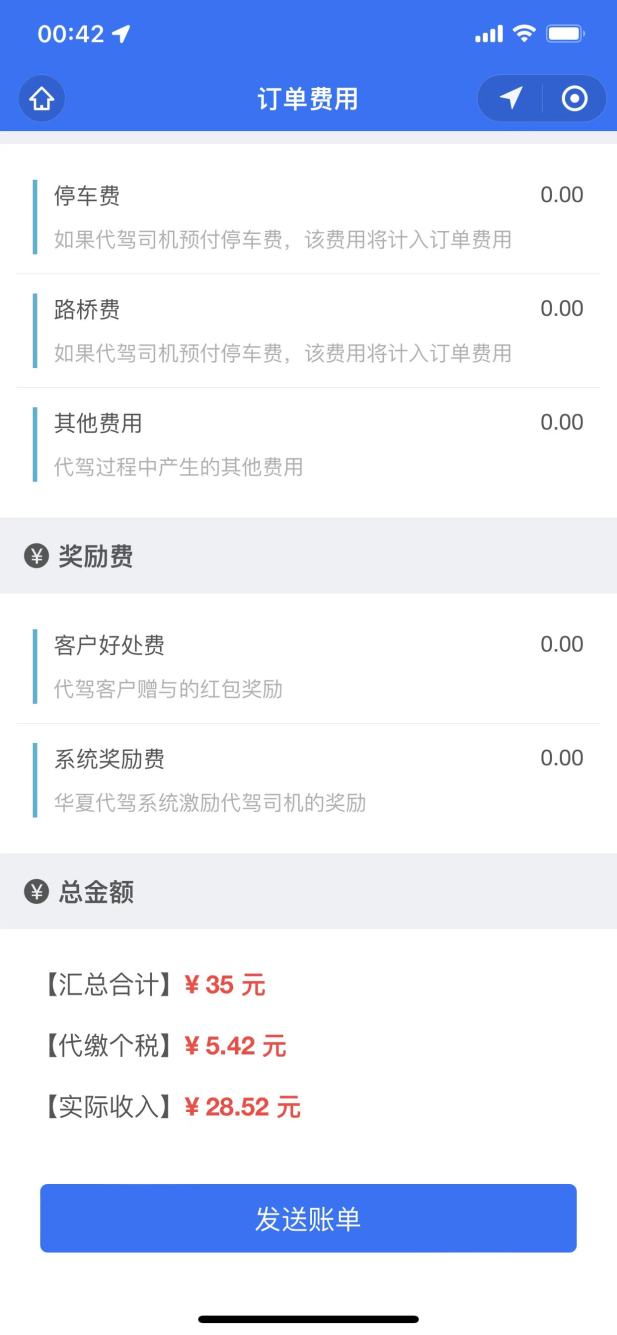 00:42
订单费用
停车费 0.00
如果代驾司机预付停车费，该费用将计入订单费用
路桥费 0.00
如果代驾司机预付停车费，该费用将计入订单费用
其他费用 0.00
代驾过程中产生的其他费用
¥ 奖励费
客户好处费 0.00
代驾客户赠与的红包奖励
系统奖励费 0.00
华夏代驾系统激励代驾司机的奖励
¥ 总金额
【汇总合计】¥ 35 元
【代缴个税】¥ 5.42 元
【实际收入】¥ 28.52 元
发送账单